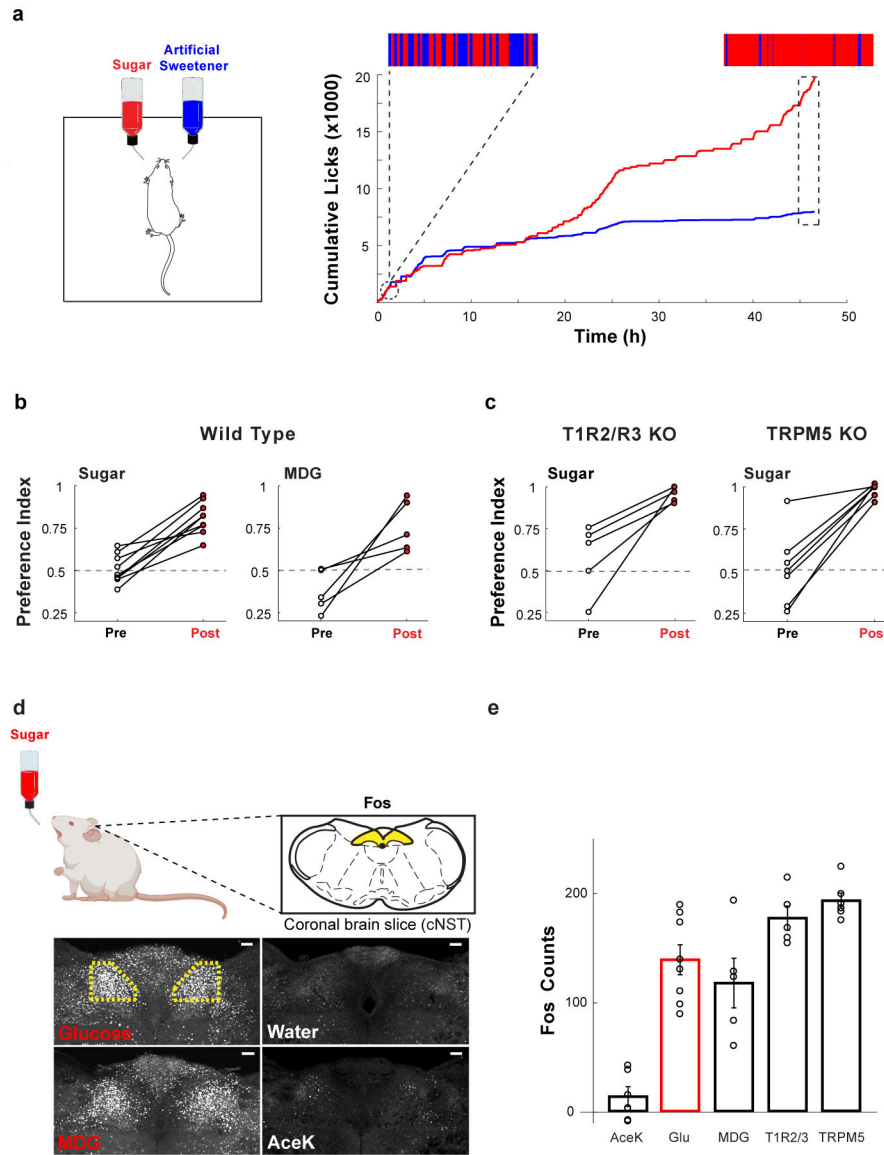 a
Sugar
Artificial
Sweetener
Cumulative Licks (x1000)
20
15
10
5
0
10
20
30
40
50
Time (h)
b
Wild Type
Sugar
MDG
Preference Index
1
0.75
0.5
0.25
Pre
Post
1
0.75
0.5
0.25
Pre
Post
c
T1R2/R3 KO
TRPM5 KO
Sugar
Sugar
Preference Index
1
0.75
0.5
0.25
Pre
Post
1
0.75
0.5
0.25
Pre
Pos
d
Sugar
Fos
Coronal brain slice (cNST)
Glucose
Water
MDG
AceK
e
Fos Counts
200
100
0
AceK
Glu
MDG
T1R2/3
TRPM5